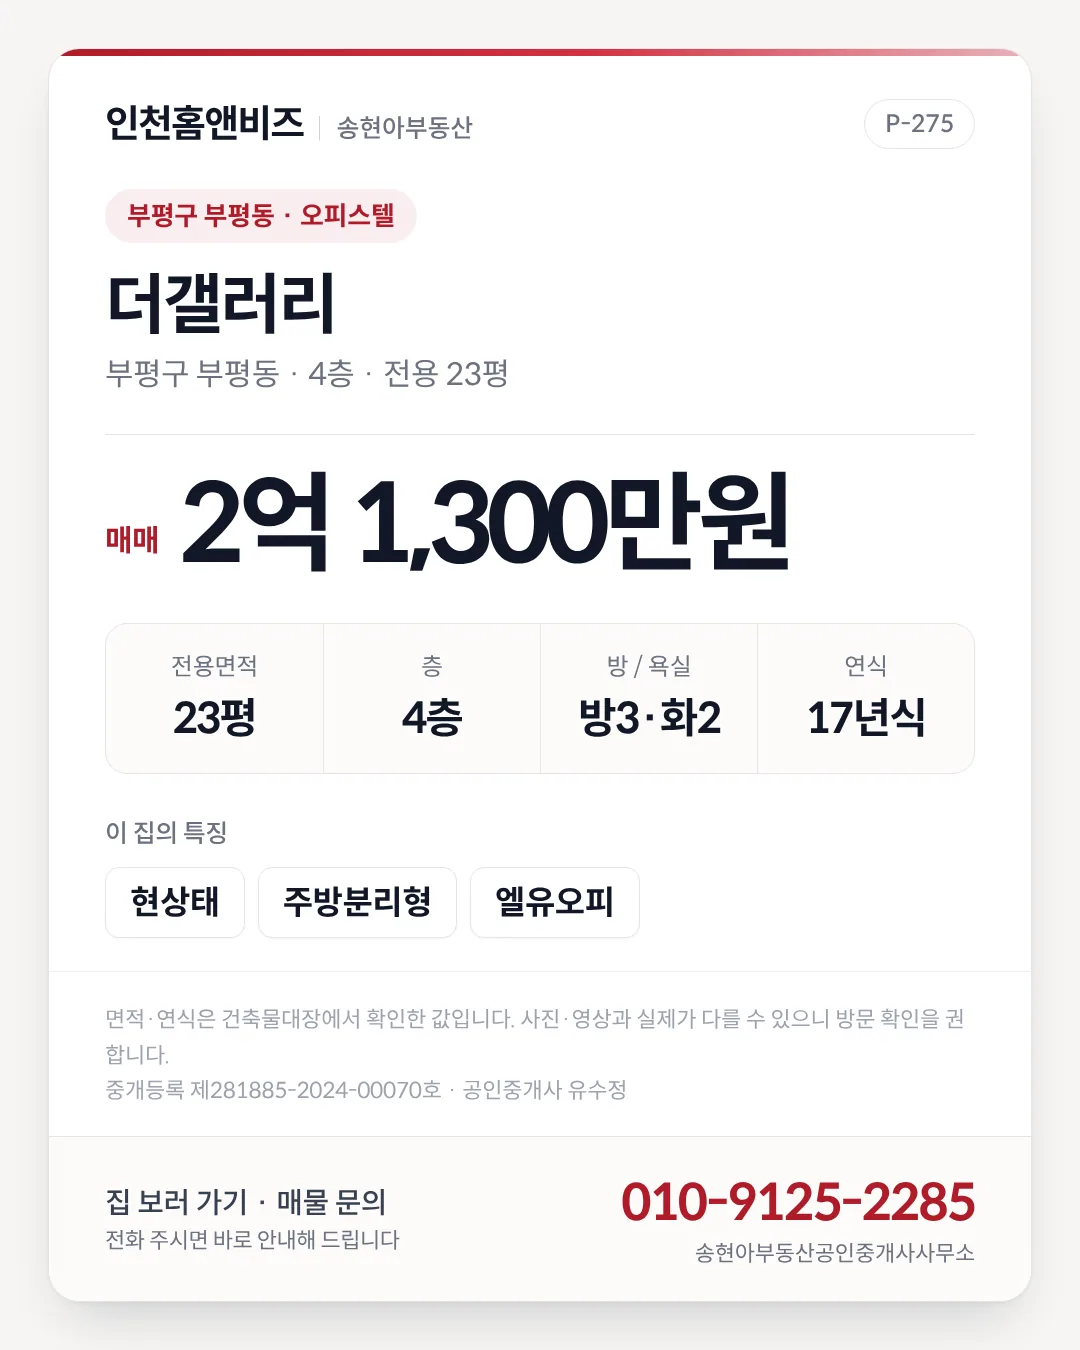 인천홈앤비즈 | 송현아부동산
P-275
부평구 부평동 · 오피스텔
더갤러리
부평구 부평동 · 4층 · 전용 23평
매매 2억 1,300만원
전용면적 층 방 / 욕실 연식
23평 4층 방3·화2 17년식
이 집의 특징
현상태 주방분리형 엘유오피
면적·연식은 건축물대장에서 확인한 값입니다. 사진·영상과 실제가 다를 수 있으니 방문 확인을 권
합니다.
중개등록 제281885-2024-00070호 · 공인중개사 유수정
집 보러 가기 · 매물 문의
전화 주시면 바로 안내해 드립니다
010-9125-2285
송현아부동산공인중개사사무소